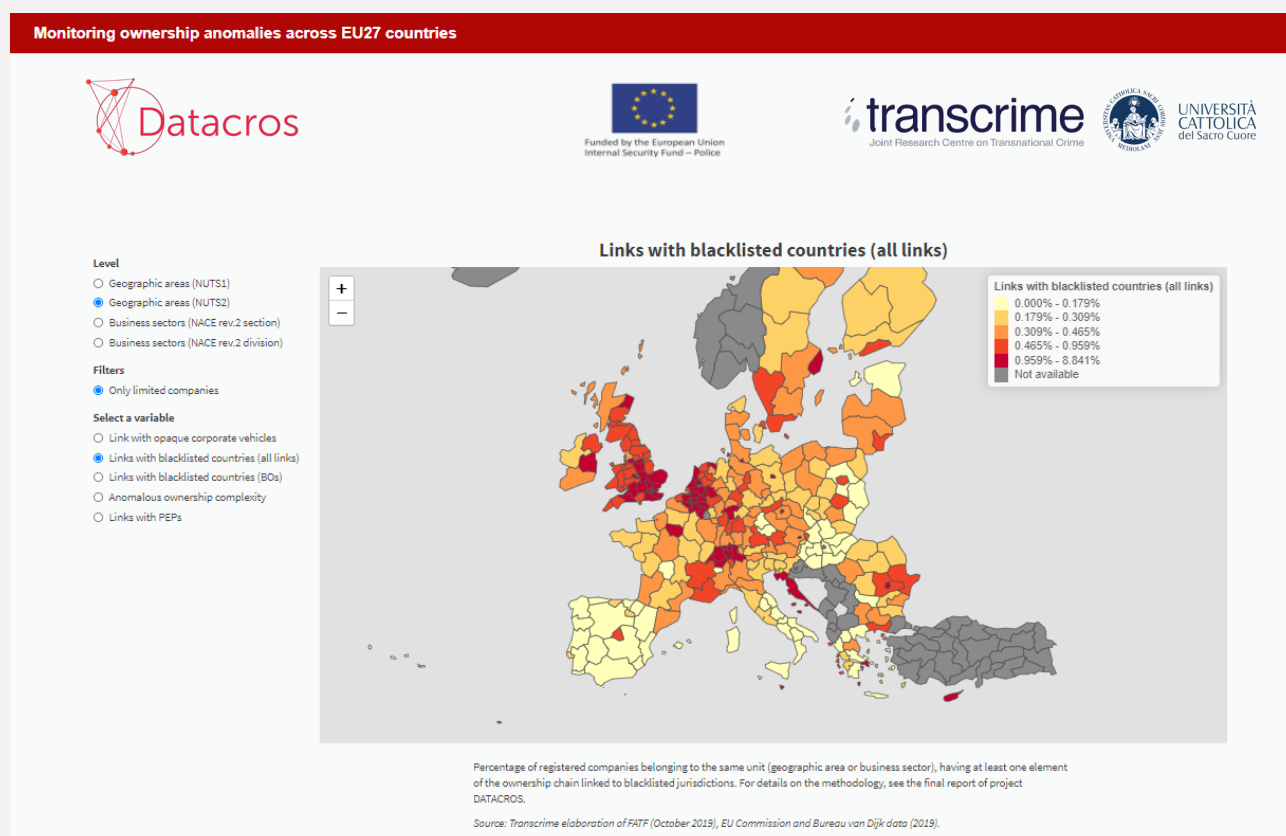 Monitoring ownership anomalies across EU27 countries
Datacros
Funded by the European Union
Internal Security Fund – Police
transcrime
Joint Research Centre on Transnational Crime
UNIVERSITÀ
CATTOLICA
del Sacro Cuore
Links with blacklisted countries (all links)
Level
Geographic areas (NUTS1)
Geographic areas (NUTS2)
Business sectors (NACE rev.2 section)
Business sectors (NACE rev.2 division)
Filters
Only limited companies
Select a variable
Link with opaque corporate vehicles
Links with blacklisted countries (all links)
Links with blacklisted countries (BOs)
Anomalous ownership complexity
Links with PEPs
+
−
Links with blacklisted countries (all links)
0.000% - 0.179%
0.179% - 0.309%
0.309% - 0.465%
0.465% - 0.959%
0.959% - 8.841%
Not available
Percentage of registered companies belonging to the same unit (geographic area or business sector), having at least one element
of the ownership chain linked to blacklisted jurisdictions. For details on the methodology, see the final report of project
DATACROS.
Source: Transcrime elaboration of FATF (October 2019), EU Commission and Bureau van Dijk data (2019).